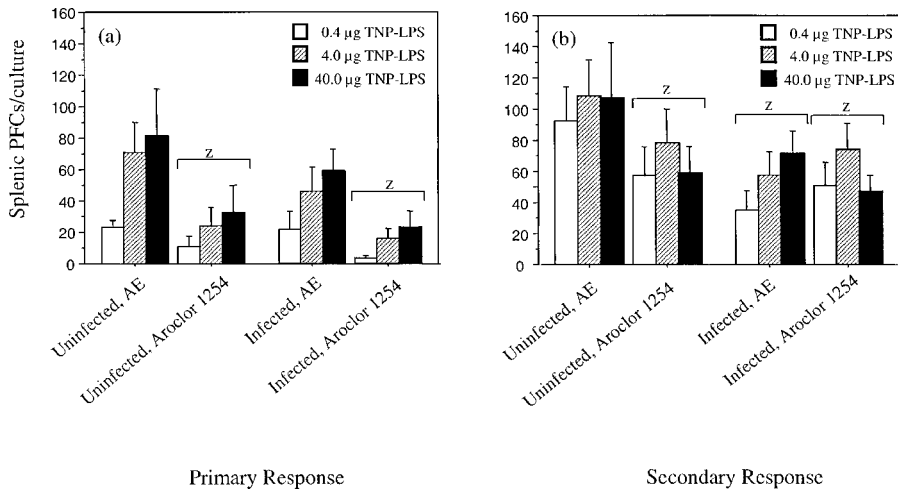 Splenic PFCs/culture
160
140
120
100
80
60
40
20
0
(a)
0.4 µg TNP-LPS
4.0 µg TNP-LPS
40.0 µg TNP-LPS
z
z
Uninfected, AE
Uninfected, Aroclor 1254
Infected, AE
Infected, Aroclor 1254
Primary Response
160
140
120
100
80
60
40
20
0
(b)
0.4 µg TNP-LPS
4.0 µg TNP-LPS
40.0 µg TNP-LPS
z
z
z
Uninfected, AE
Uninfected, Aroclor 1254
Infected, AE
Infected, Aroclor 1254
Secondary Response